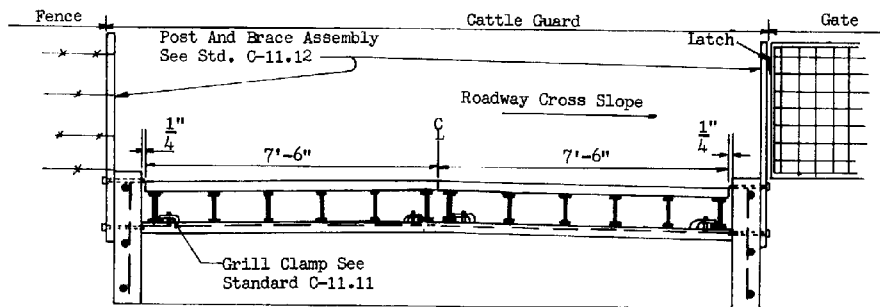 Fence
Cattle Guard
Gate
Post And Brace Assembly
See Std. C-11.12
Latch
Roadway Cross Slope
1"
4
C
L
1"
4
7'-6"
7'-6"
Grill Clamp See
Standard C-11.11